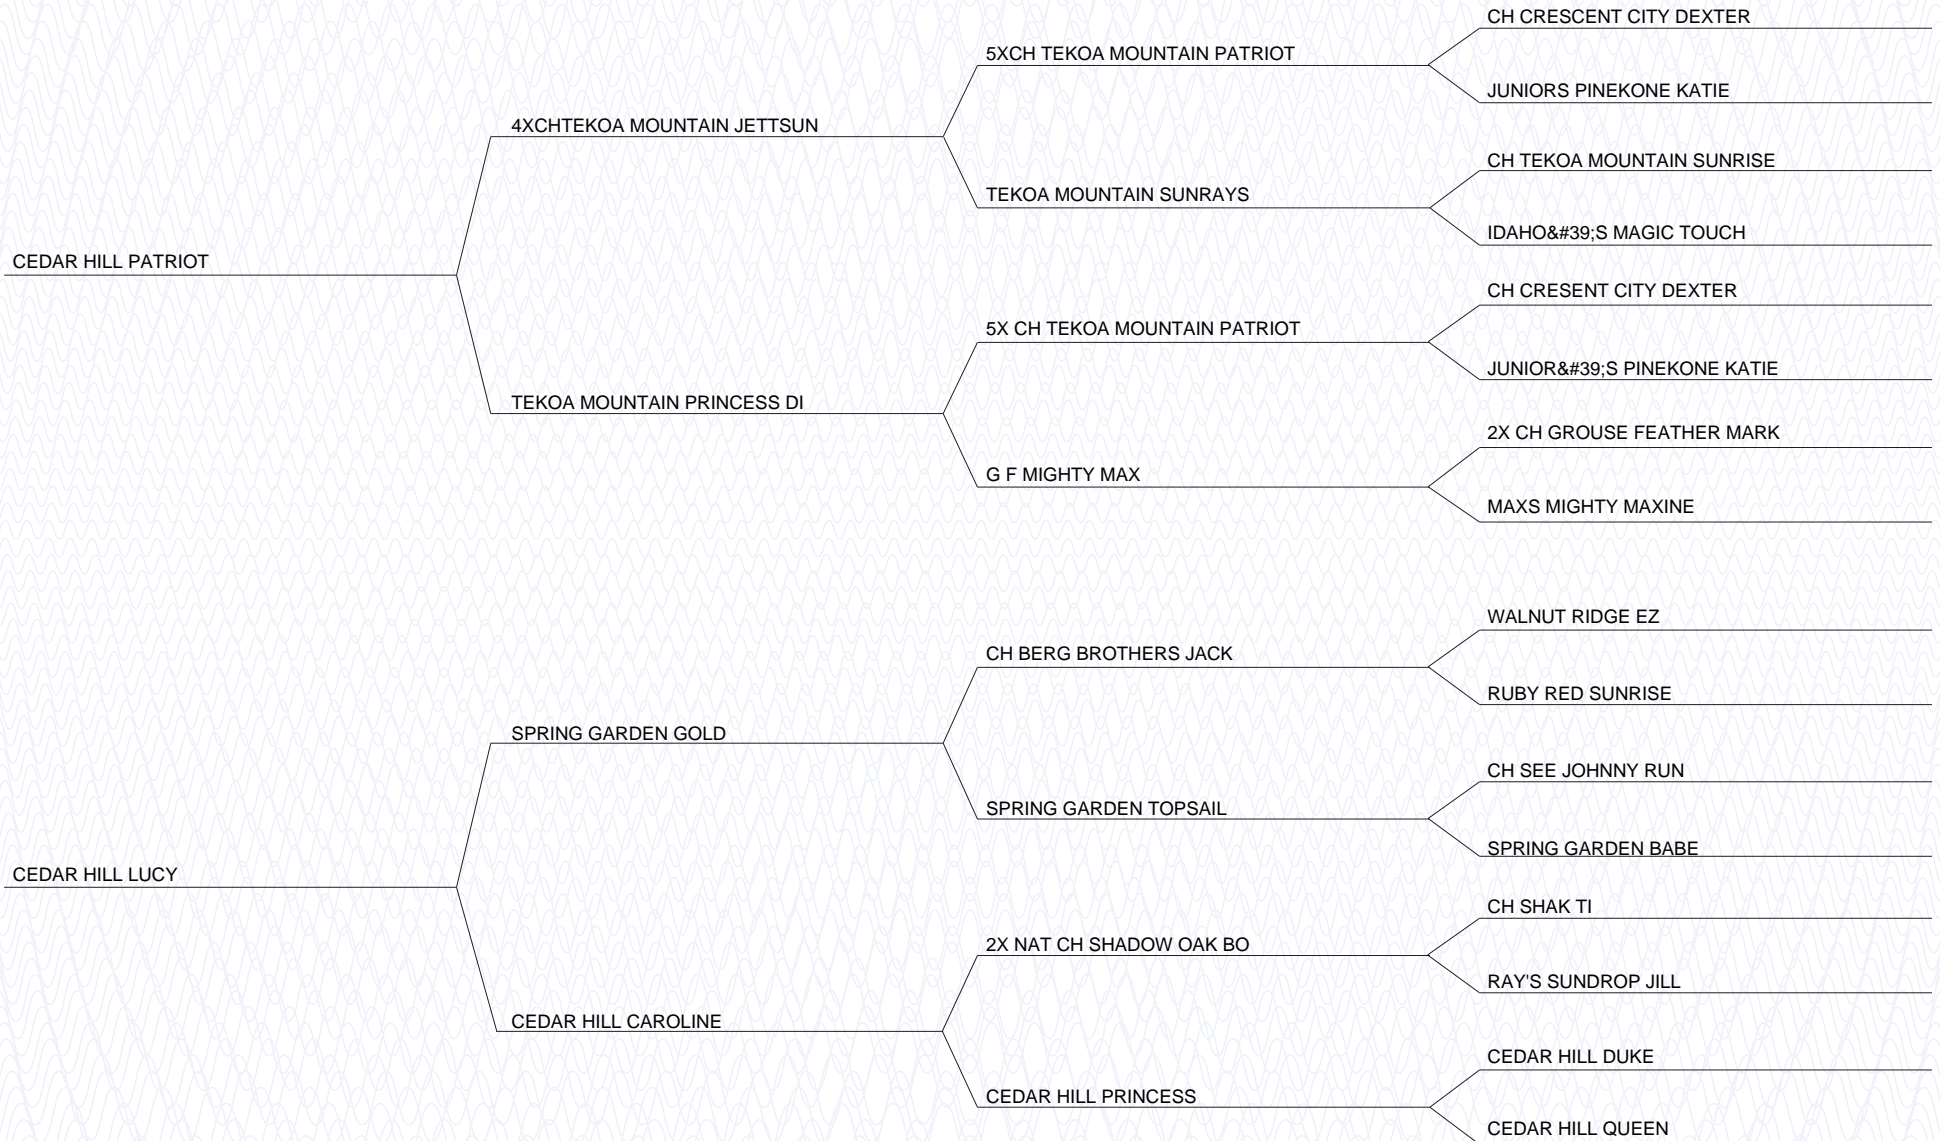 CH CRESCENT CITY DEXTER
5XCH TEKOA MOUNTAIN PATRIOT
JUNIORS PINEKONE KATIE
4XCHTEKOA MOUNTAIN JETTSUN
CH TEKOA MOUNTAIN SUNRISE
TEKOA MOUNTAIN SUNRAYS
IDAHO&#39;S MAGIC TOUCH
CEDAR HILL PATRIOT
CH CRESENT CITY DEXTER
5X CH TEKOA MOUNTAIN PATRIOT
JUNIOR&#39;S PINEKONE KATIE
TEKOA MOUNTAIN PRINCESS DI
2X CH GROUSE FEATHER MARK
G F MIGHTY MAX
MAXS MIGHTY MAXINE
WALNUT RIDGE EZ
CH BERG BROTHERS JACK
RUBY RED SUNRISE
SPRING GARDEN GOLD
CH SEE JOHNNY RUN
SPRING GARDEN TOPSAIL
SPRING GARDEN BABE
CEDAR HILL LUCY
CH SHAK TI
2X NAT CH SHADOW OAK BO
RAY'S SUNDROP JILL
CEDAR HILL CAROLINE
CEDAR HILL DUKE
CEDAR HILL PRINCESS
CEDAR HILL QUEEN